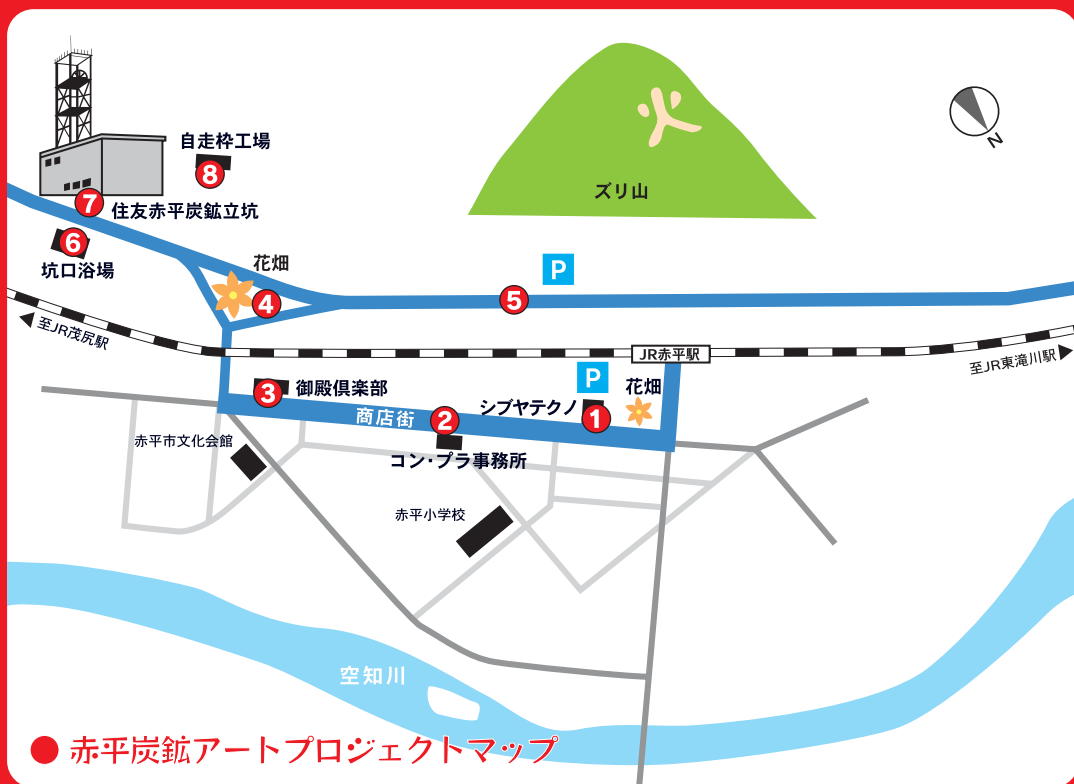 自走枠工場
8
7
住友赤平炭鉱立坑
6
坑口浴場
ズリ山
N
花畑
4
P
5
至JR茂尻駅
JR赤平駅
至JR東滝川駅
3
御殿倶楽部
商店街
2
シブヤテクノ
1
P
花畑
赤平市文化会館
コン・プラ事務所
赤平小学校
空知川
赤平炭鉱アートプロジェクトマップ